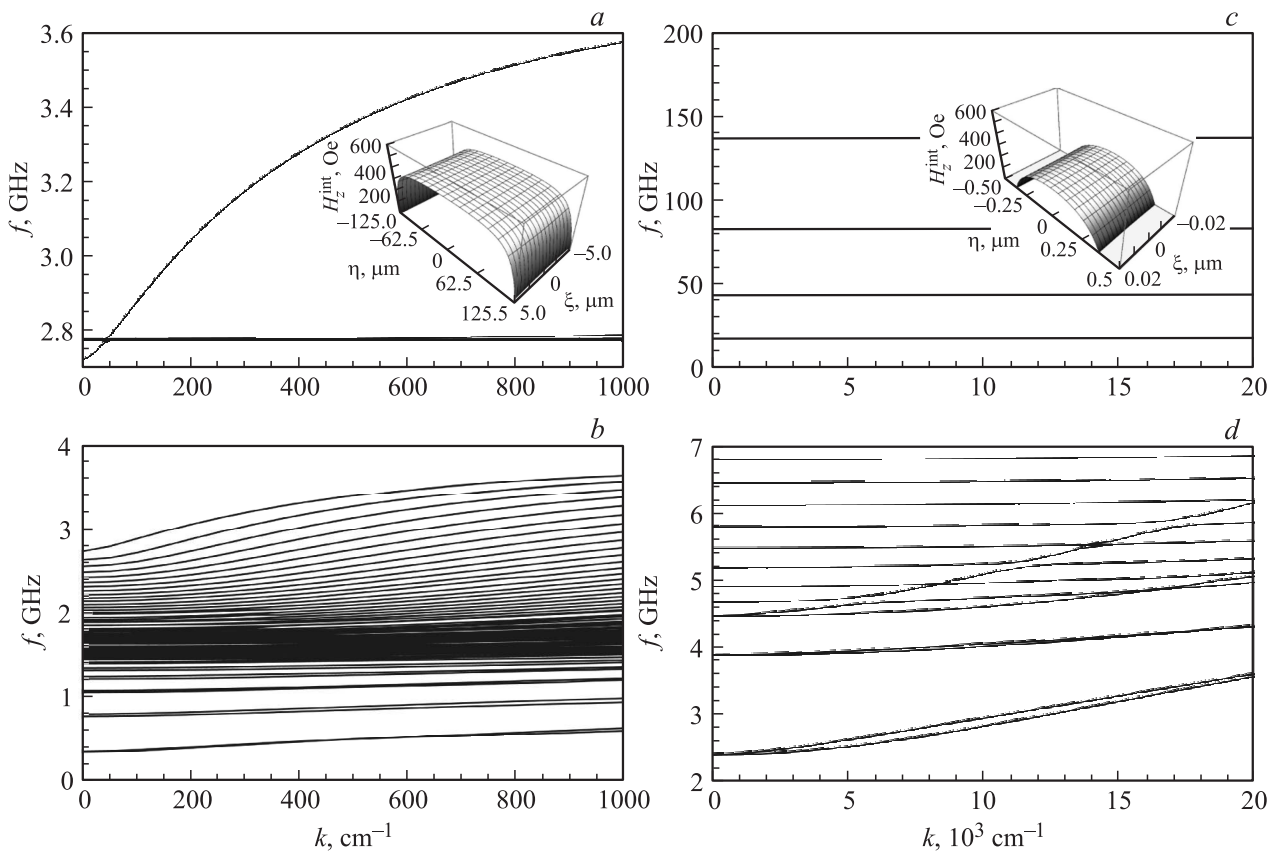 a
3.6
3.4
3.2
3.0
2.8
f, GHz
0 200 400 600 800 1000
600
400
200
H_z^int, Oe
−125.0
−62.5
0
62.5
125.5
η, μm
5.0
0
−5.0
ξ, μm
c
200
150
100
50
0
f, GHz
0 5 10 15 20
600
400
200
H_z^int, Oe
−0.50
−0.25
0
0.25
0.5
η, μm
0.02
0
−0.02
ξ, μm
b
4
3
2
1
0
f, GHz
0 200 400 600 800 1000
k, cm⁻¹
d
7
6
5
4
3
2
f, GHz
0 5 10 15 20
k, 10³ cm⁻¹